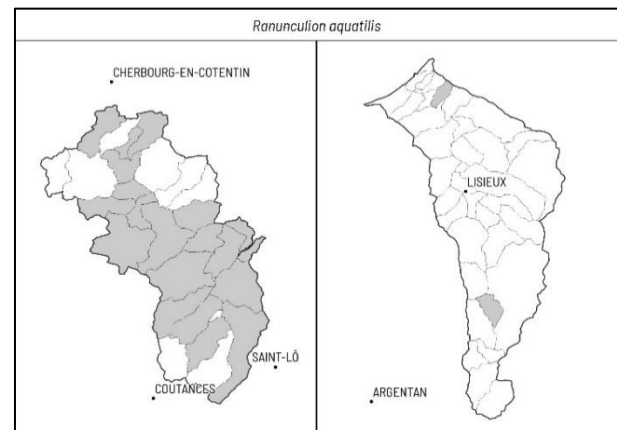 Ranunculion aquatilis
CHERBOURG-EN-COTENTIN
LISIEUX
SAINT-LÔ
COUTANCES
ARGENTAN